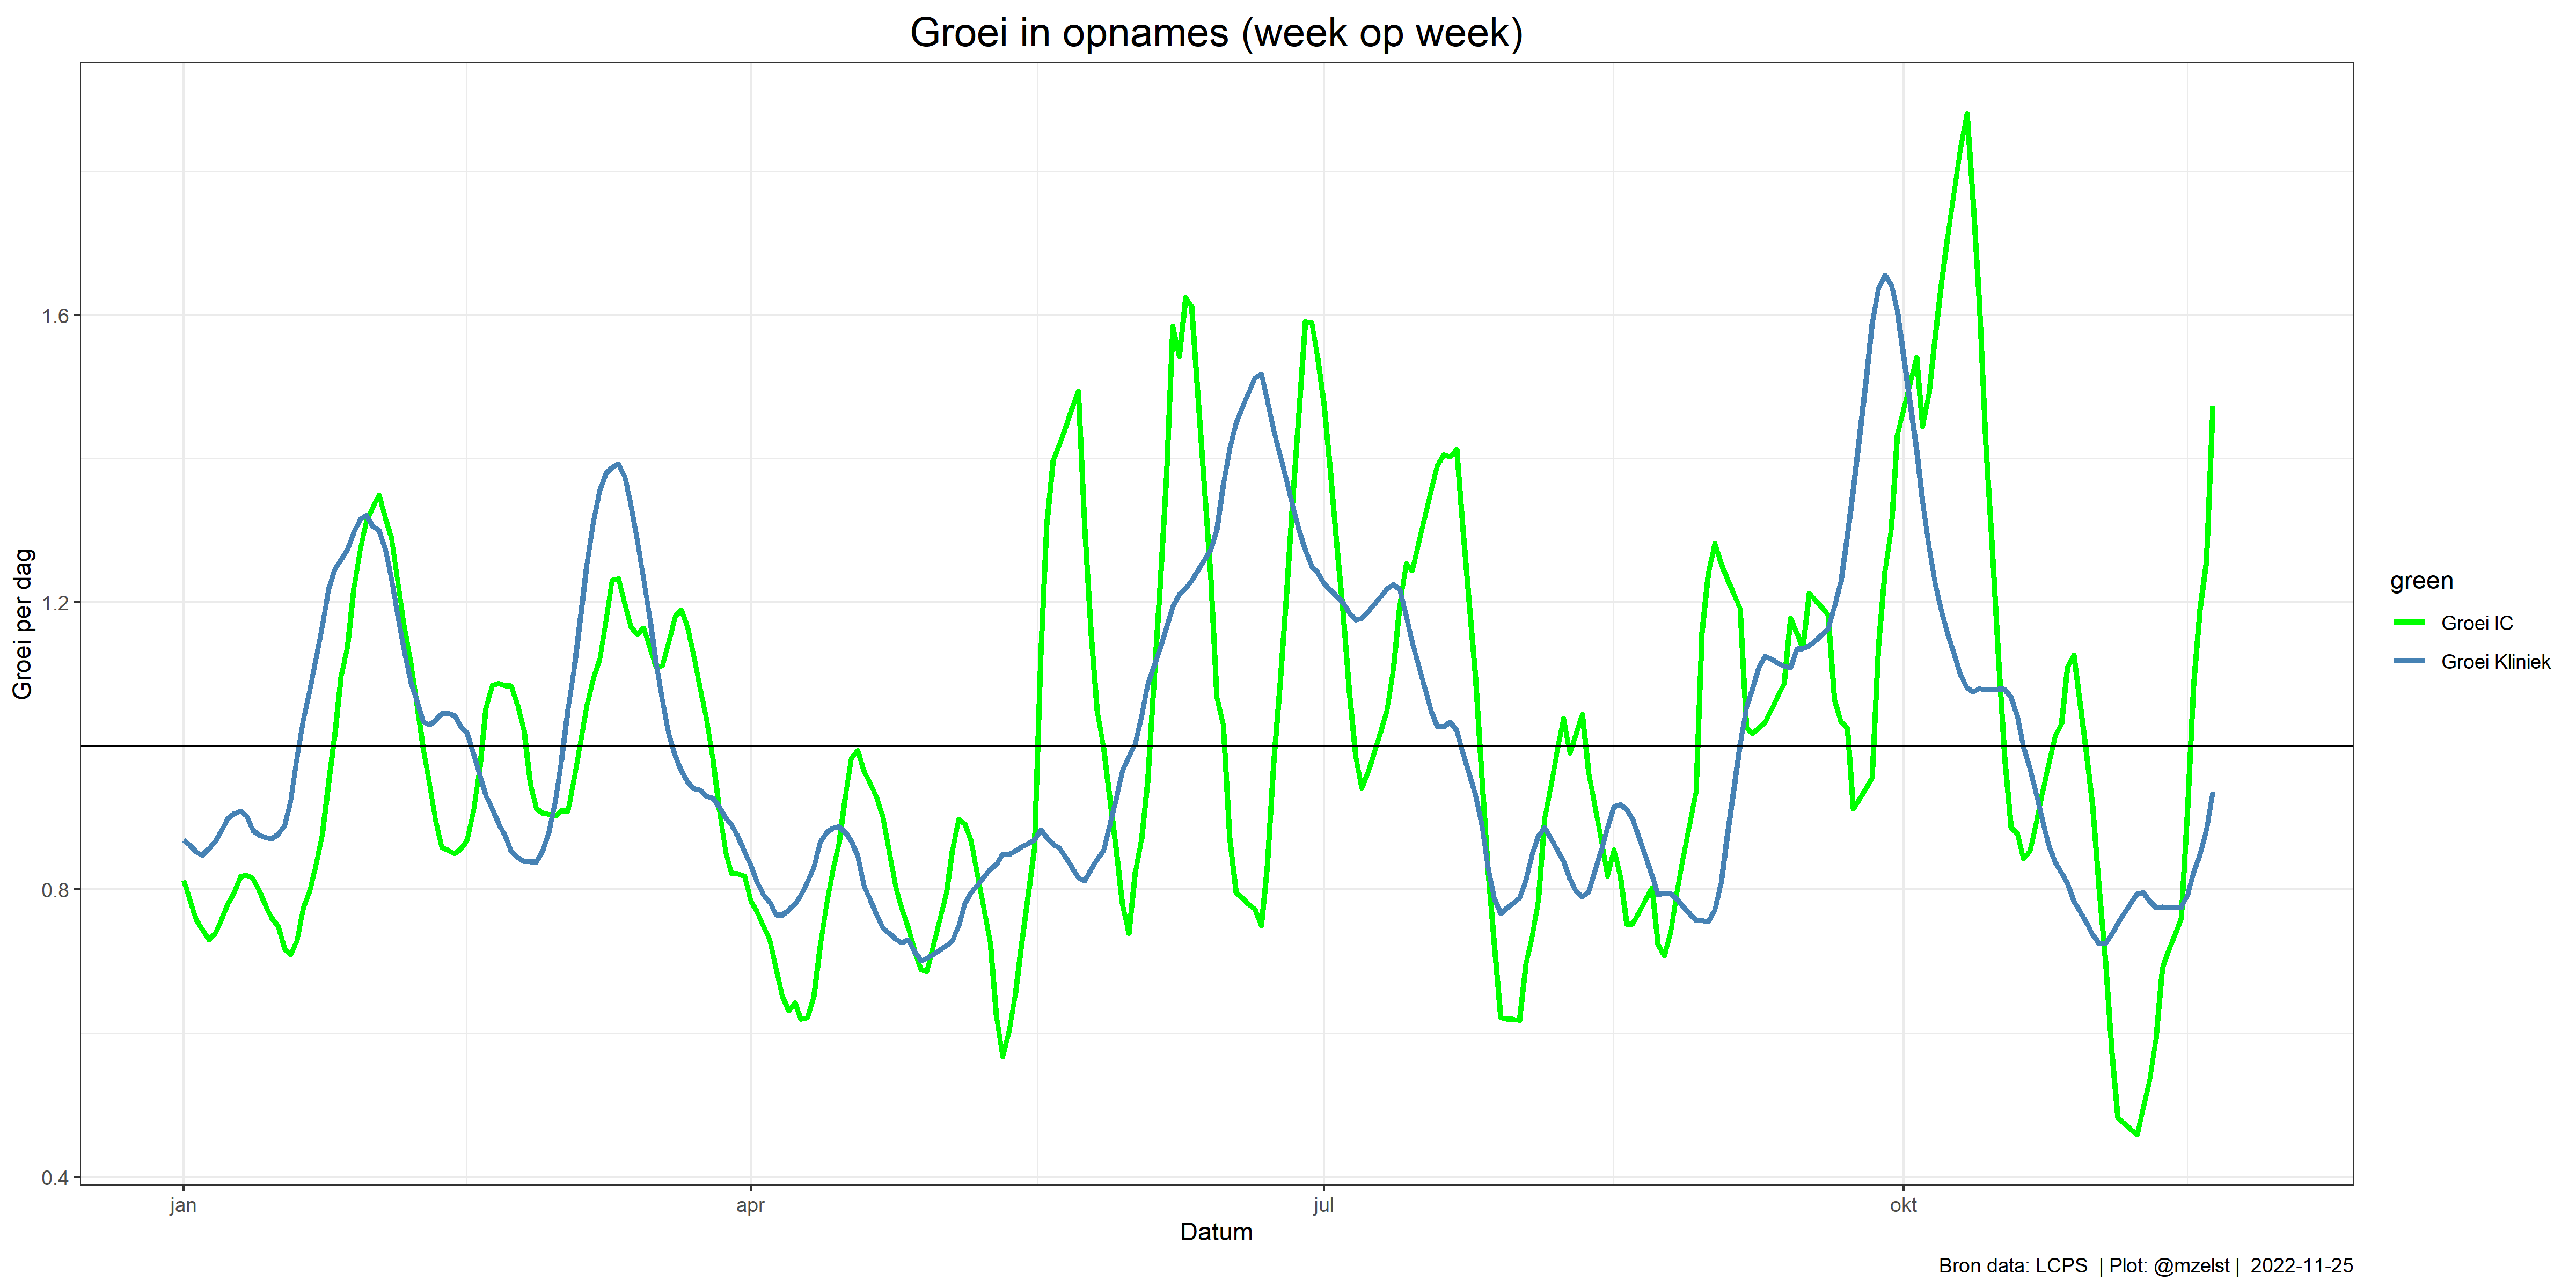 Groei in opnames (week op week)
Groei per dag
1.6
1.2
0.8
0.4
jan
apr
jul
okt
Datum
green
Groei IC
Groei Kliniek
Bron data: LCPS | Plot: @mzelst | 2022-11-25